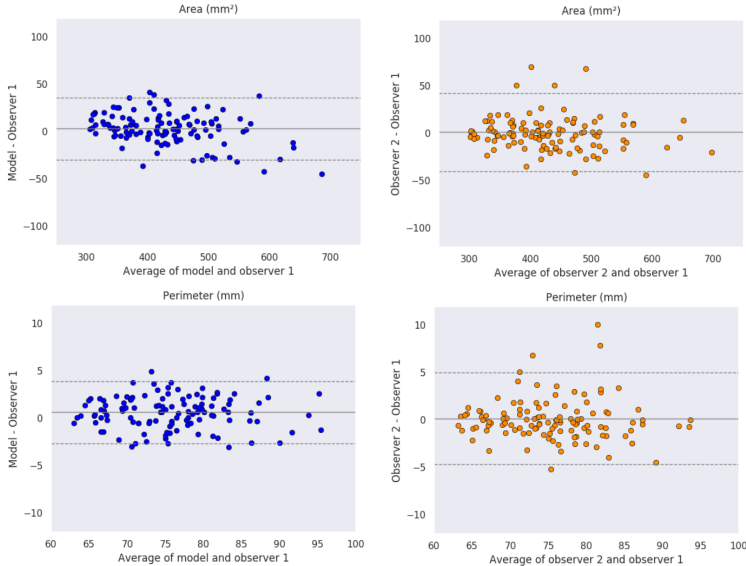 Area (mm²)
100
50
0
−50
−100
Model - Observer 1
300 400 500 600 700
Average of model and observer 1
Area (mm²)
100
50
0
−50
−100
Observer 2 - Observer 1
300 400 500 600 700
Average of observer 2 and observer 1
Perimeter (mm)
10
5
0
−5
−10
Model - Observer 1
60 65 70 75 80 85 90 95 100
Average of model and observer 1
Perimeter (mm)
10
5
0
−5
−10
Observer 2 - Observer 1
60 65 70 75 80 85 90 95 100
Average of observer 2 and observer 1